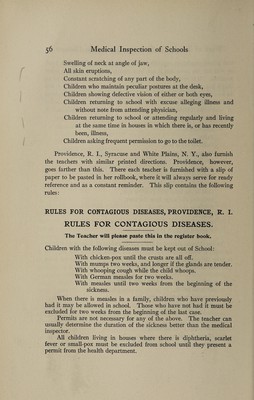 56 Medical Inspection of Schools
Swelling of neck at angle of jaw,
All skin eruptions,
Constant scratching of any part of the body,
Children who maintain peculiar postures at the desk,
Children showing defective vision of either or both eyes,
Children returning to school with excuse alleging illness and
without note from attending physician,
Children returning to school or attending regularly and living
at the same time in houses in which there is, or has recently
been, illness,
Children asking frequent permission to go to the toilet.
Providence, R. I., Syracuse and White Plains, N. Y., also furnish
the teachers with similar printed directions. Providence, however,
goes farther than this. There each teacher is furnished with a slip of
paper to be pasted in her rollbook, where it will always serve for ready
reference and as a constant reminder. This slip contains the following
rules:
RULES FOR CONTAGIOUS DISEASES, PROVIDENCE, R. I.
RULES FOR CONTAGIOUS DISEASES.
The Teacher will please paste this in the register book.
Children with the following diseases must be kept out of School:
With chicken-pox until the crusts are all off.
With mumps two weeks, and longer if the glands are tender.
With whooping cough while the child whoops.
With German measles for two weeks.
With measles until two weeks from the beginning of the
sickness.
When there is measles in a family, children who have previously
had it may be allowed in school. Those who have not had it must be
excluded for two weeks from the beginning of the last case.
Permits are not necessary for any of the above. The teacher can
usually determine the duration of the sickness better than the medical
inspector.
All children living in houses where there is diphtheria, scarlet
fever or small-pox must be excluded from school until they present a
permit from the health department.